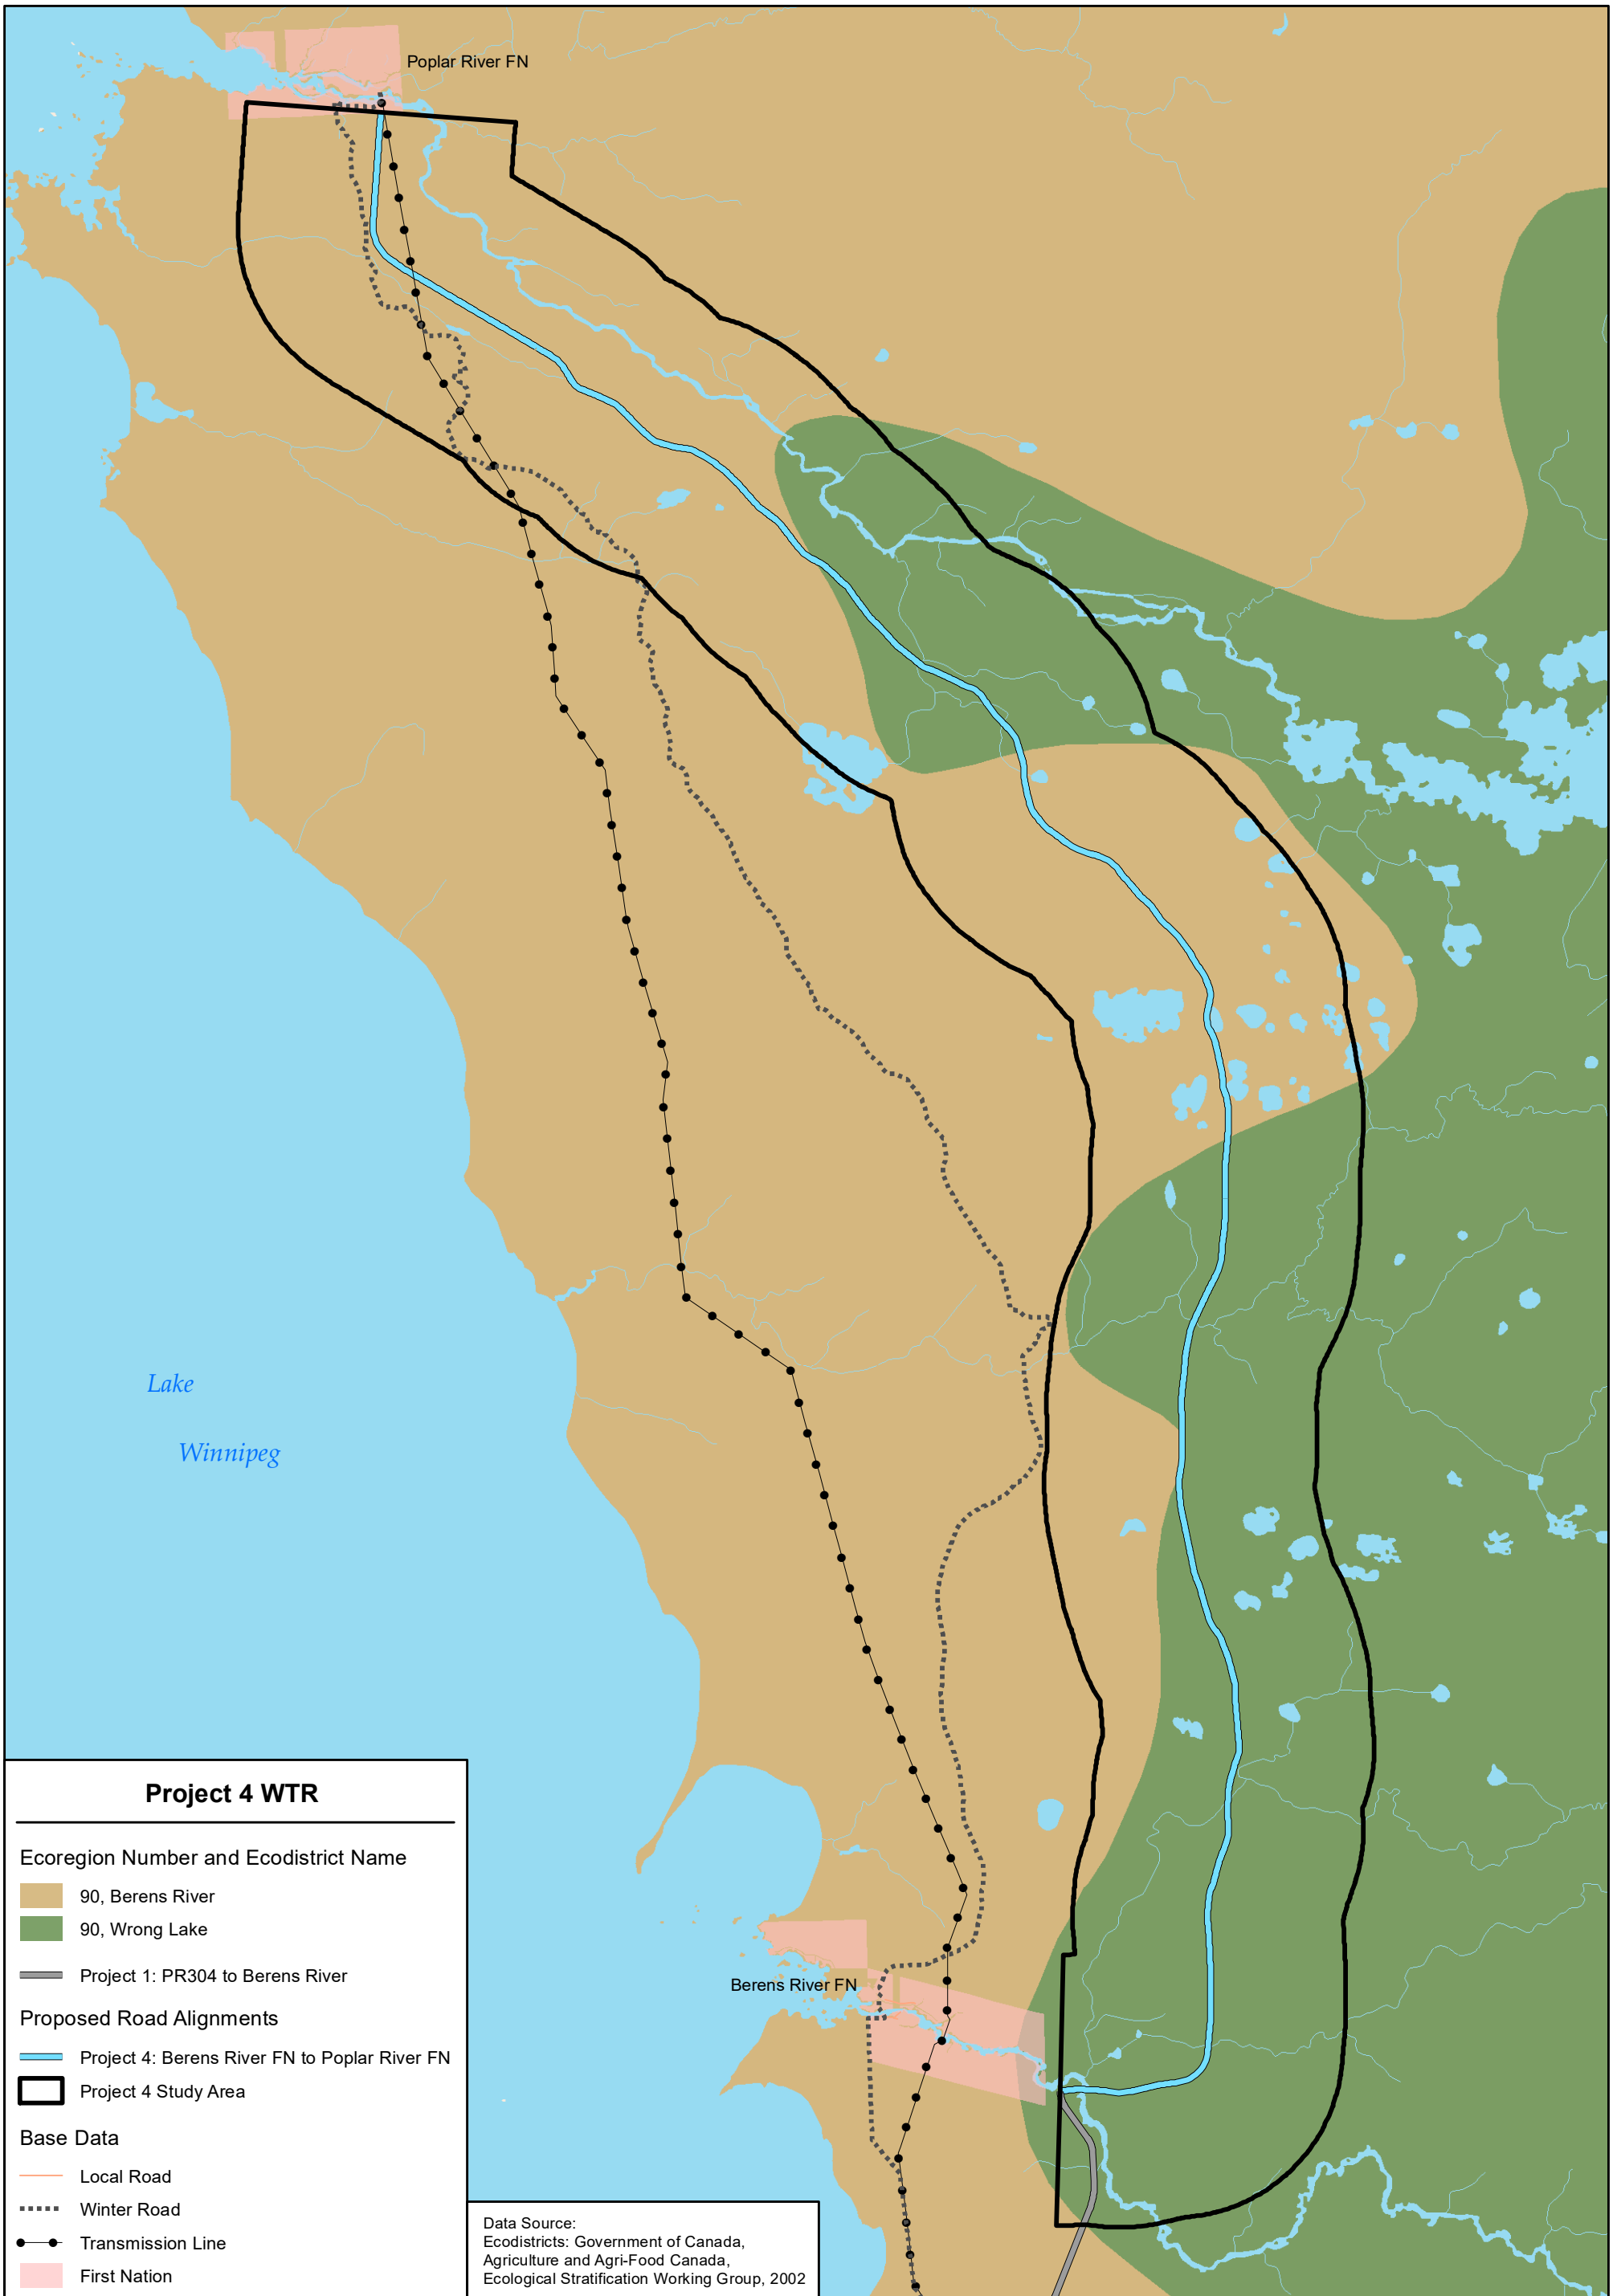 Poplar River FN
Lake
Winnipeg
Berens River FN
Project 4 WTR
Ecoregion Number and Ecodistrict Name
90, Berens River
90, Wrong Lake
Project 1: PR304 to Berens River
Proposed Road Alignments
Project 4: Berens River FN to Poplar River FN
Project 4 Study Area
Base Data
Local Road
Winter Road
Transmission Line
First Nation
Data Source:
Ecodistricts: Government of Canada,
Agriculture and Agri-Food Canada,
Ecological Stratification Working Group, 2002